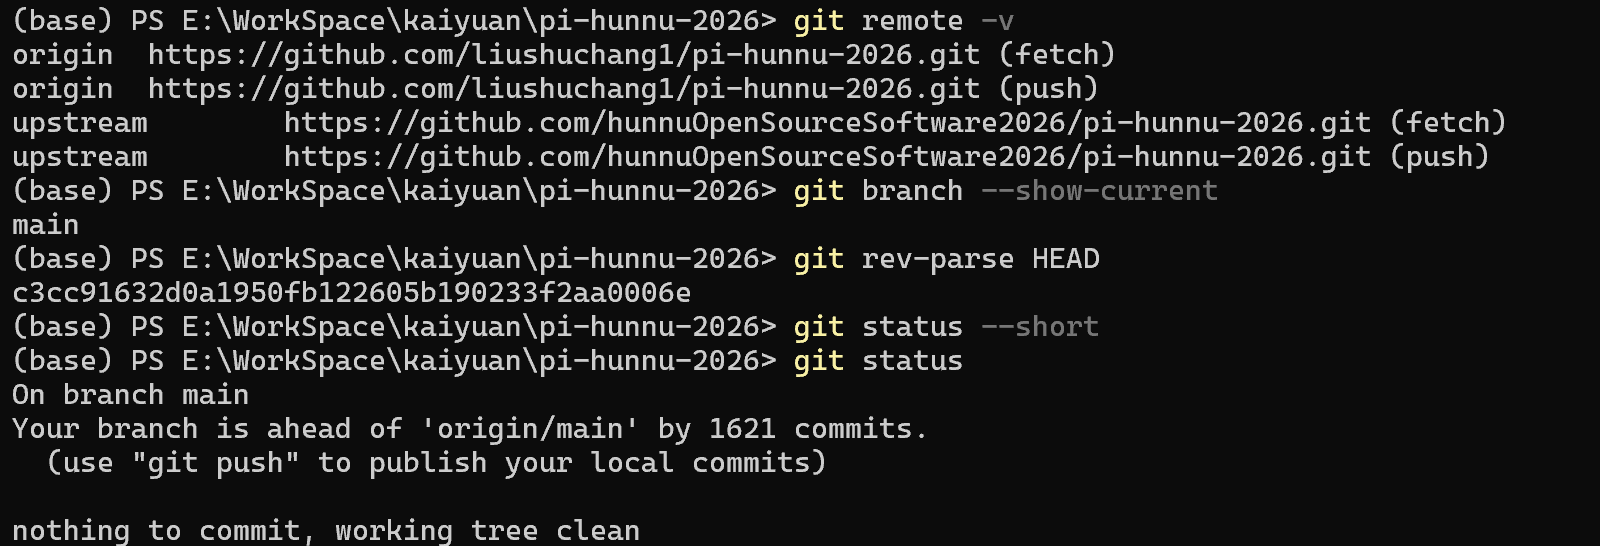 (base) PS E:\WorkSpace\kaiyuan\pi-hunnu-2026> git remote -v
origin  https://github.com/liushuchang1/pi-hunnu-2026.git (fetch)
origin  https://github.com/liushuchang1/pi-hunnu-2026.git (push)
upstream        https://github.com/hunnuOpenSourceSoftware2026/pi-hunnu-2026.git (fetch)
upstream        https://github.com/hunnuOpenSourceSoftware2026/pi-hunnu-2026.git (push)
(base) PS E:\WorkSpace\kaiyuan\pi-hunnu-2026> git branch --show-current
main
(base) PS E:\WorkSpace\kaiyuan\pi-hunnu-2026> git rev-parse HEAD
c3cc91632d0a1950fb122605b190233f2aa0006e
(base) PS E:\WorkSpace\kaiyuan\pi-hunnu-2026> git status --short
(base) PS E:\WorkSpace\kaiyuan\pi-hunnu-2026> git status
On branch main
Your branch is ahead of 'origin/main' by 1621 commits.
  (use "git push" to publish your local commits)

nothing to commit, working tree clean